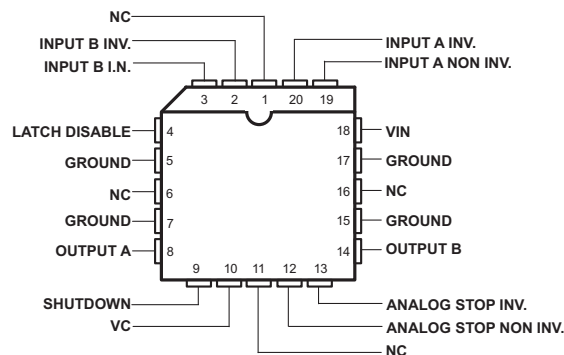 NC
INPUT B INV.
INPUT A INV.
INPUT B I.N.
INPUT A NON INV.
3 2 1 20 19
LATCH DISABLE 4 18 VIN
GROUND 5 17 GROUND
NC 6 16 NC
GROUND 7 15 GROUND
OUTPUT A 8 14 OUTPUT B
9 10 11 12 13
SHUTDOWN
ANALOG STOP INV.
VC
ANALOG STOP NON INV.
NC